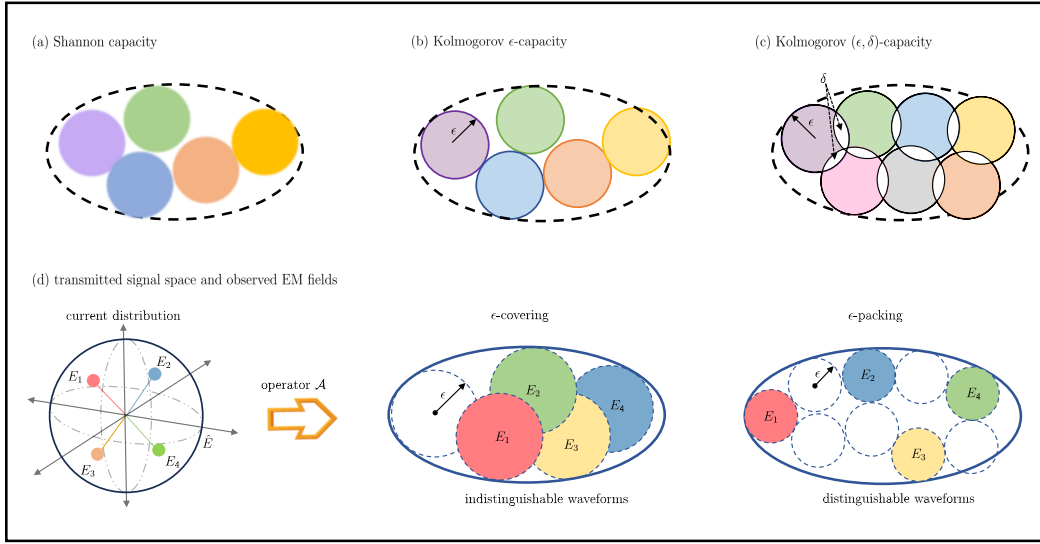 (a) Shannon capacity
(b) Kolmogorov ϵ-capacity
(c) Kolmogorov (ϵ, δ)-capacity
ϵ
ϵ
δ
ϵ
(d) transmitted signal space and observed EM fields
current distribution
E₁
E₂
E₃
E₄
Ê
operator 𝒜
ϵ-covering
ϵ
E₂
E₄
E₁
E₃
indistinguishable waveforms
ϵ-packing
ϵ
E₂
E₄
E₁
E₃
distinguishable waveforms